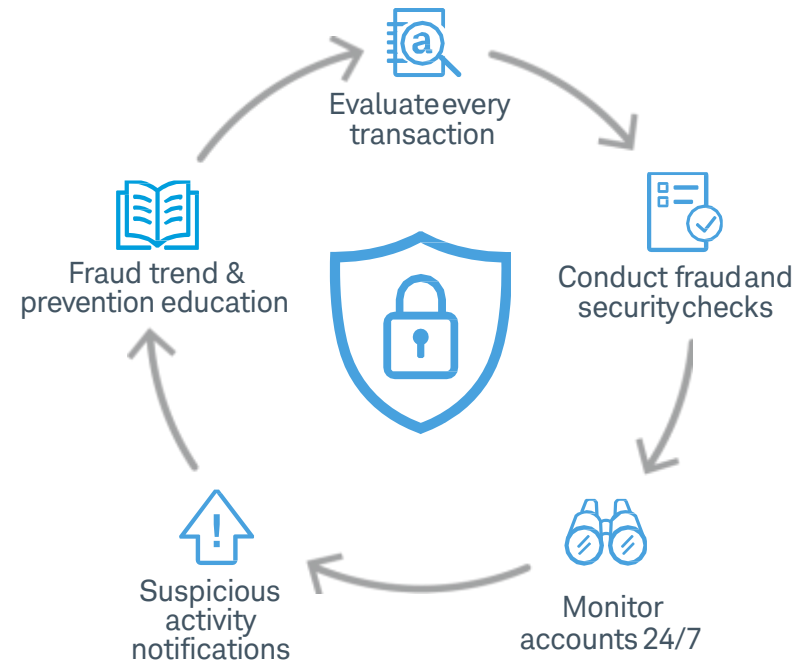 a
Evaluate every
transaction
Conduct fraud and
security checks
Monitor
accounts 24/7
!
Suspicious
activity
notifications
Fraud trend &
prevention education